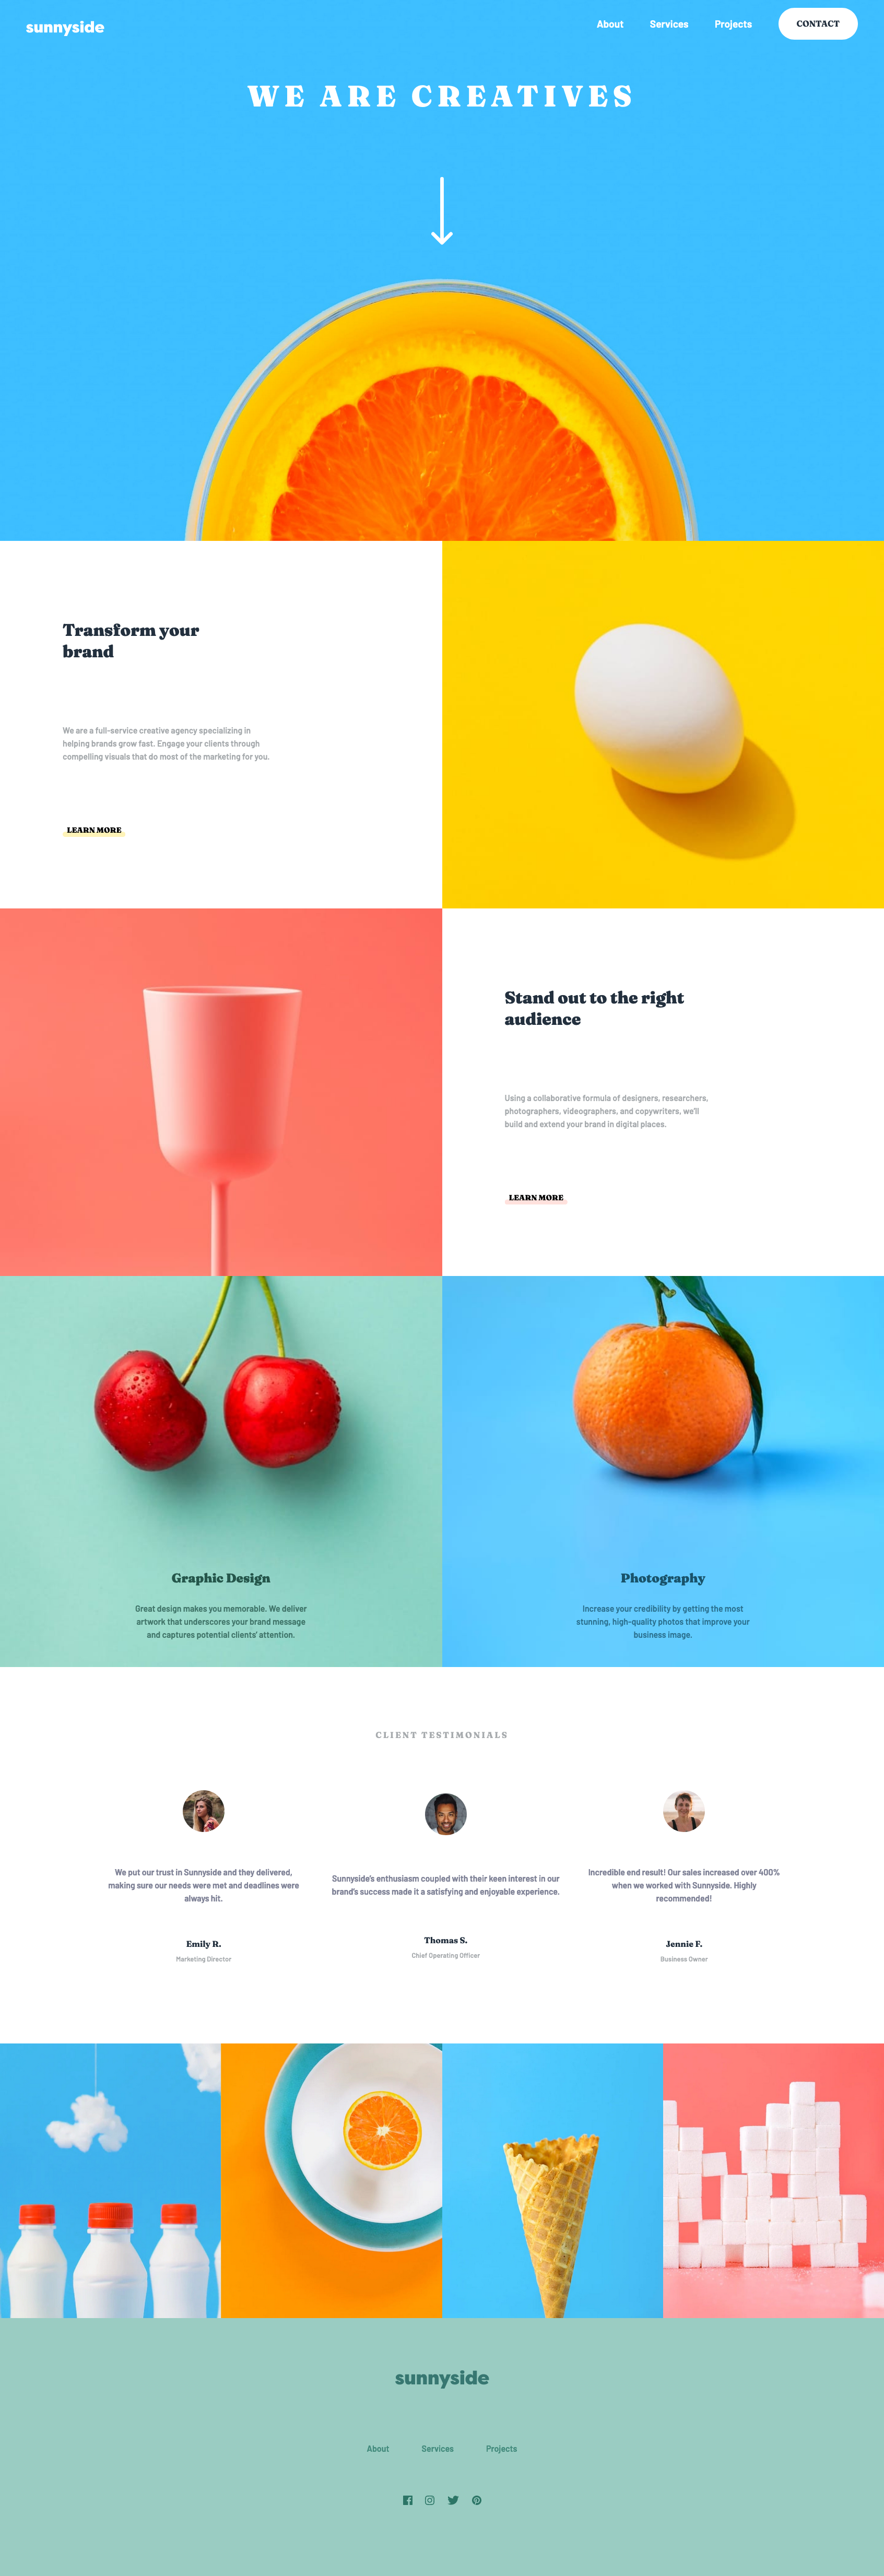 sunnyside
About Services Projects CONTACT
WE ARE CREATIVES
Transform your
brand
We are a full-service creative agency specializing in
helping brands grow fast. Engage your clients through
compelling visuals that do most of the marketing for you.
LEARN MORE
Stand out to the right
audience
Using a collaborative formula of designers, researchers,
photographers, videographers, and copywriters, we'll
build and extend your brand in digital places.
LEARN MORE
Graphic Design
Great design makes you memorable. We deliver
artwork that underscores your brand message
and captures potential clients' attention.
Photography
Increase your credibility by getting the most
stunning, high-quality photos that improve your
business image.
CLIENT TESTIMONIALS
We put our trust in Sunnyside and they delivered,
making sure our needs were met and deadlines were
always hit.
Emily R.
Marketing Director
Sunnyside's enthusiasm coupled with their keen interest in our
brand's success made it a satisfying and enjoyable experience.
Thomas S.
Chief Operating Officer
Incredible end result! Our sales increased over 400%
when we worked with Sunnyside. Highly
recommended!
Jennie F.
Business Owner
sunnyside
About Services Projects